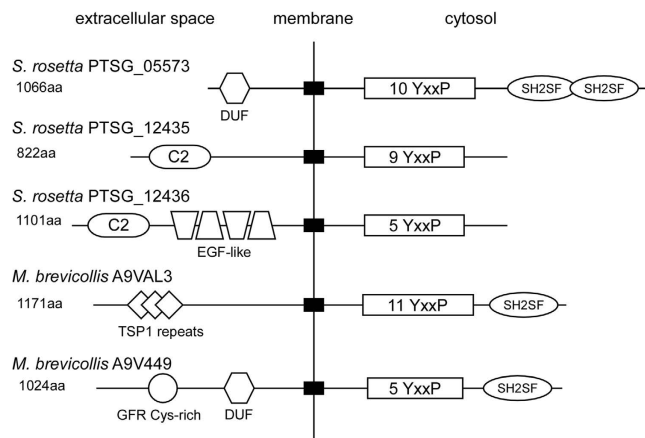 extracellular space membrane cytosol
S. rosetta PTSG_05573
1066aa
10 YxxP SH2SF SH2SF
DUF
S. rosetta PTSG_12435
822aa
C2 9 YxxP
S. rosetta PTSG_12436
1101aa
C2 5 YxxP
EGF-like
M. brevicollis A9VAL3
1171aa
11 YxxP SH2SF
TSP1 repeats
M. brevicollis A9V449
1024aa
5 YxxP SH2SF
GFR Cys-rich DUF